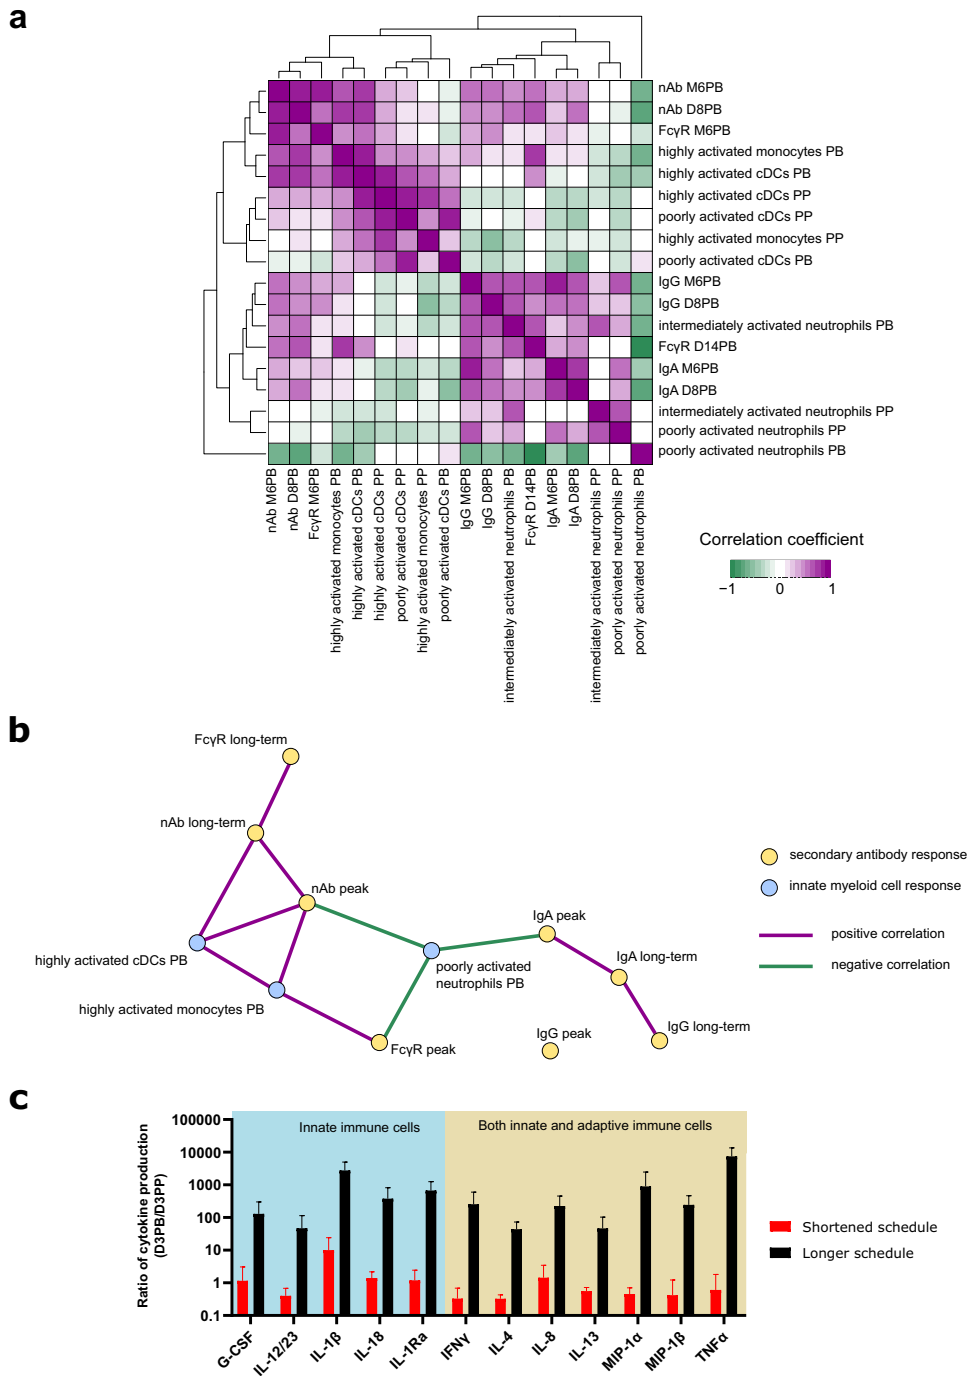 a
nAb M6PB
nAb D8PB
FcγR M6PB
highly activated monocytes PB
highly activated cDCs PB
highly activated cDCs PP
poorly activated cDCs PP
highly activated monocytes PP
poorly activated cDCs PB
IgG M6PB
IgG D8PB
intermediately activated neutrophils PB
FcγR D14PB
IgA M6PB
IgA D8PB
intermediately activated neutrophils PP
poorly activated neutrophils PP
poorly activated neutrophils PB
nAb M6PB
nAb D8PB
FcγR M6PB
highly activated monocytes PB
highly activated cDCs PB
highly activated cDCs PP
poorly activated cDCs PP
highly activated monocytes PP
poorly activated cDCs PB
IgG M6PB
IgG D8PB
intermediately activated neutrophils PB
FcγR D14PB
IgA M6PB
IgA D8PB
intermediately activated neutrophils PP
poorly activated neutrophils PP
poorly activated neutrophils PB
Correlation coefficient
−1 0 1
b
FcγR long-term
nAb long-term
nAb peak
highly activated cDCs PB
highly activated monocytes PB
FcγR peak
poorly activated
neutrophils PB
IgA peak
IgA long-term
IgG long-term
IgG peak
secondary antibody response
innate myeloid cell response
positive correlation
negative correlation
c
Ratio of cytokine production
(D3PB/D3PP)
100000
10000
1000
100
10
1
0.1
Innate immune cells
Both innate and adaptive immune cells
G-CSF
IL-12/23
IL-1β
IL-18
IL-1Ra
IFNγ
IL-4
IL-8
IL-13
MIP-1α
MIP-1β
TNFα
Shortened schedule
Longer schedule